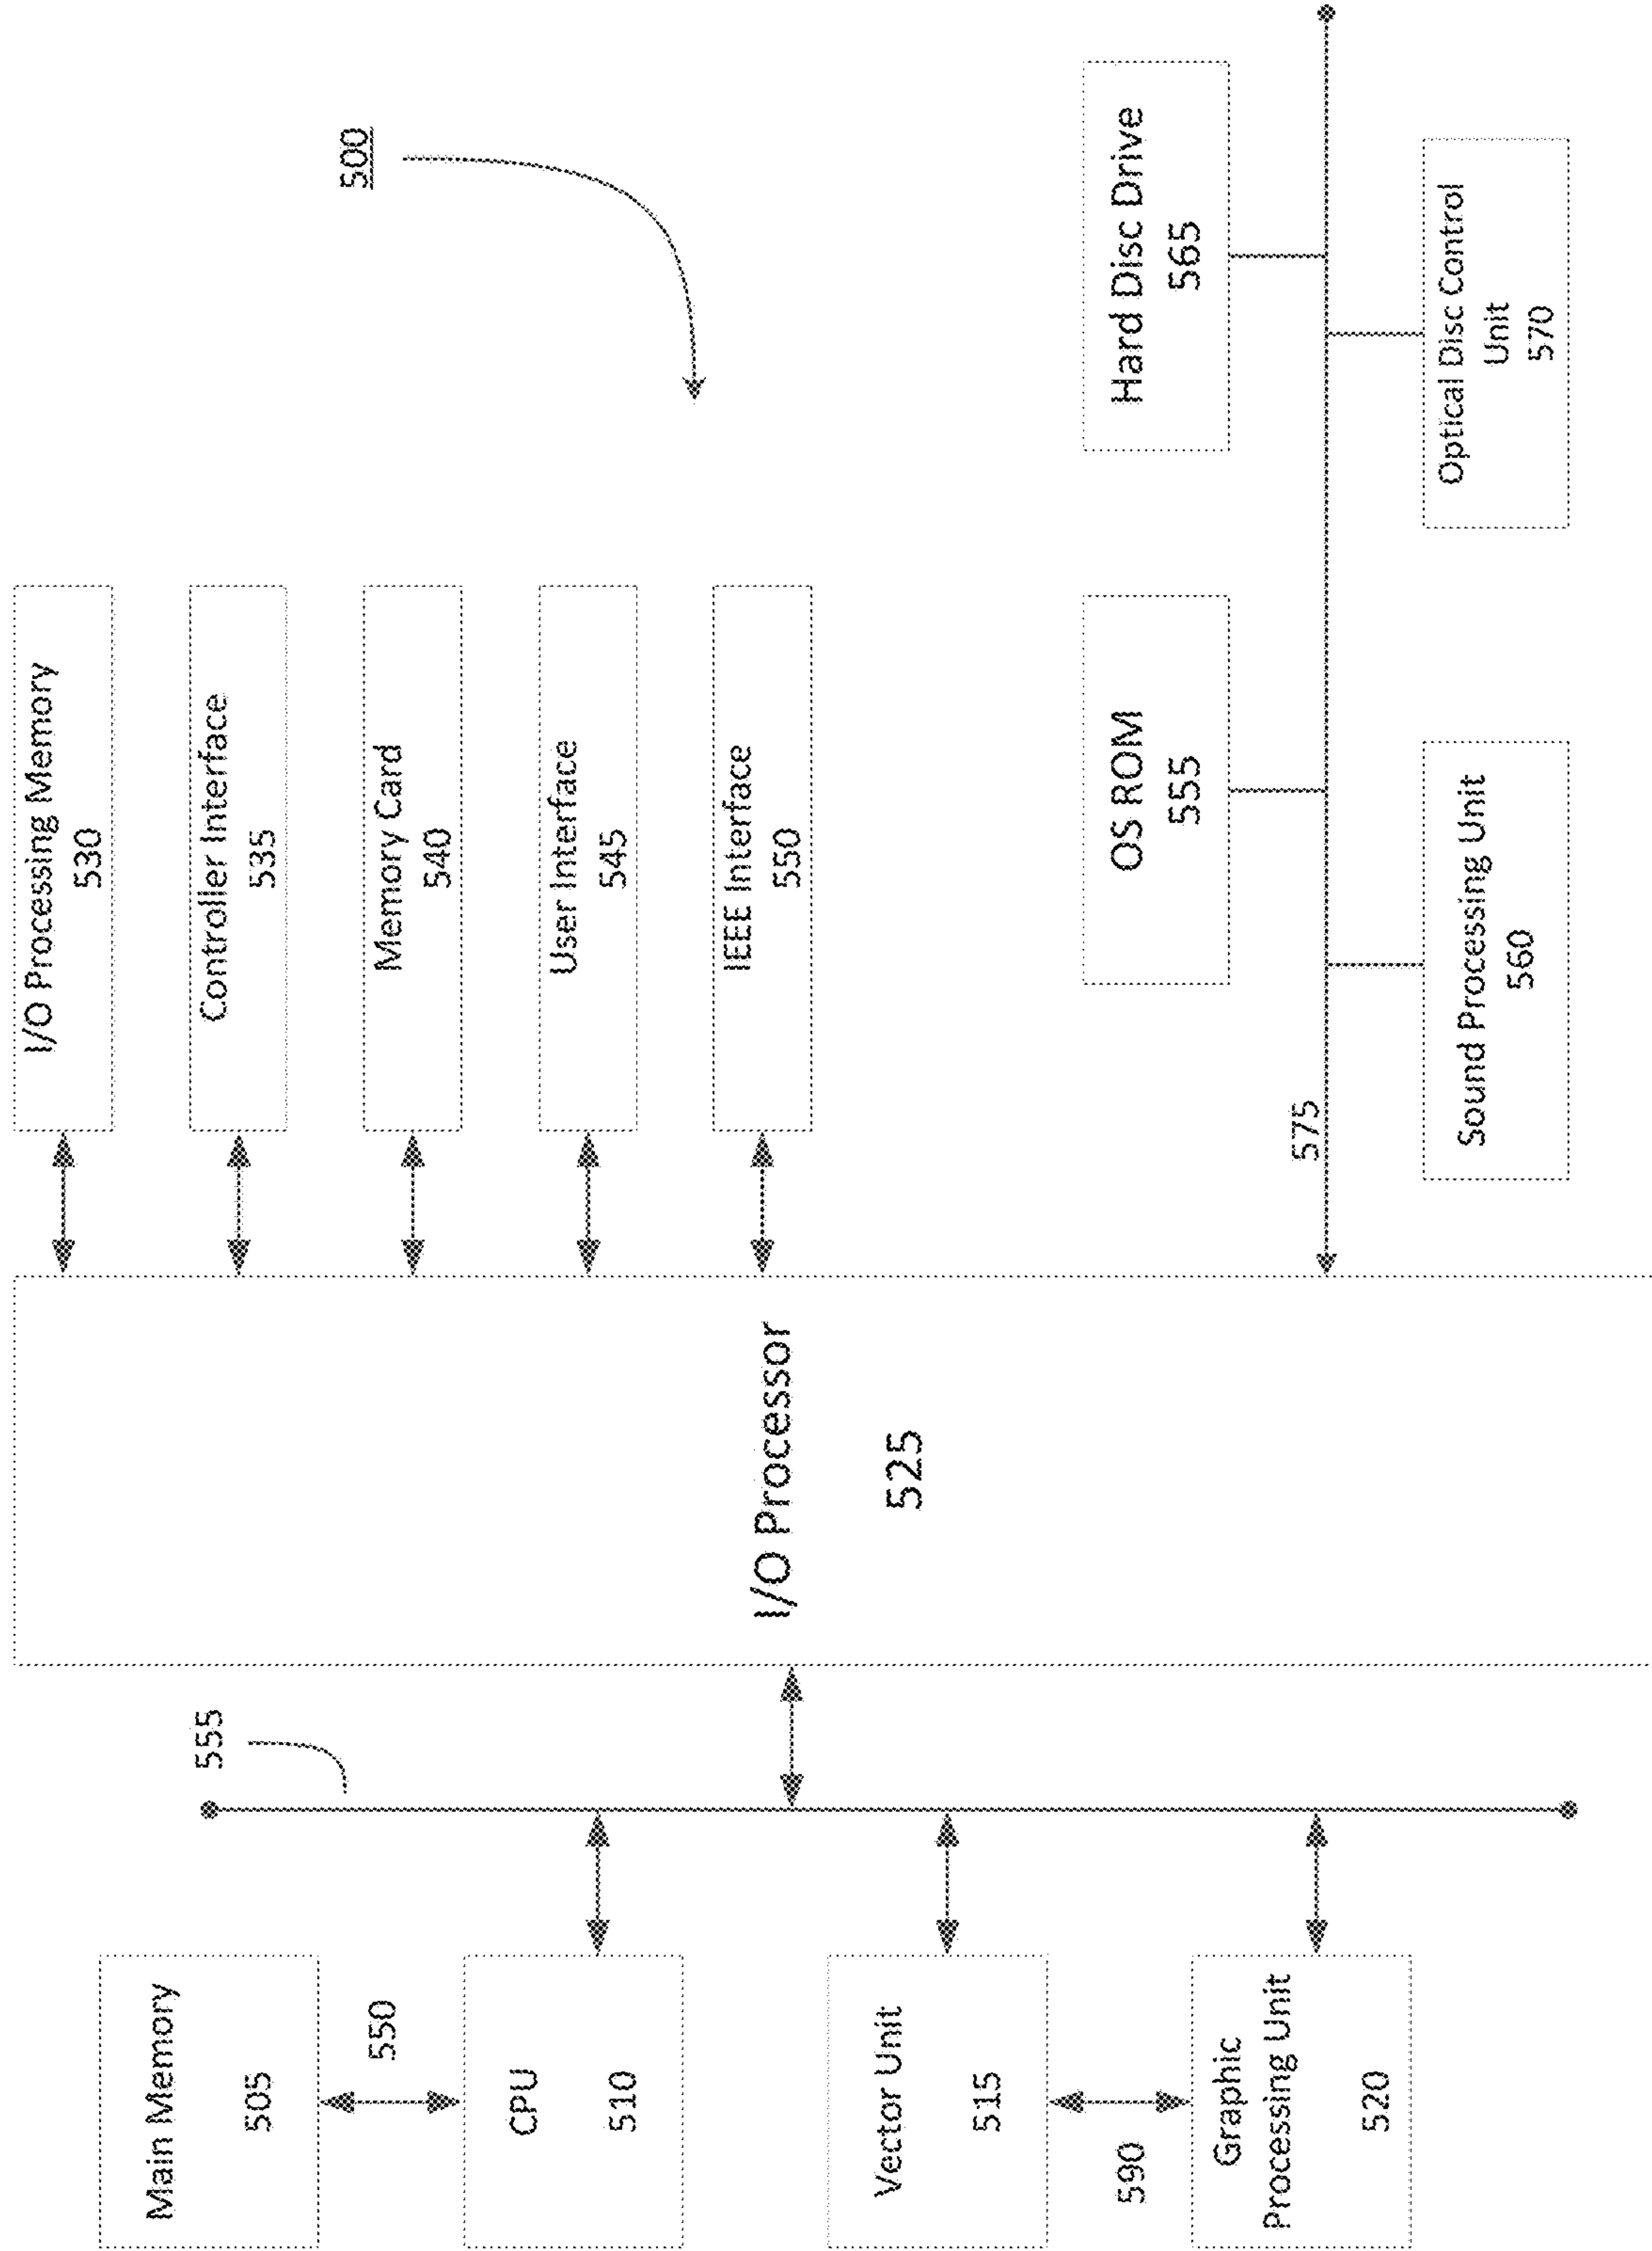 500
Main Memory
505
550
CPU
510
Vector Unit
515
590
Graphic
Processing Unit
520
555
I/O Processor
525
I/O Processing Memory
530
Controller Interface
535
Memory Card
540
User Interface
545
IEEE Interface
550
575
OS ROM
555
Hard Disc Drive
565
Sound Processing Unit
560
Optical Disc Control
Unit
570